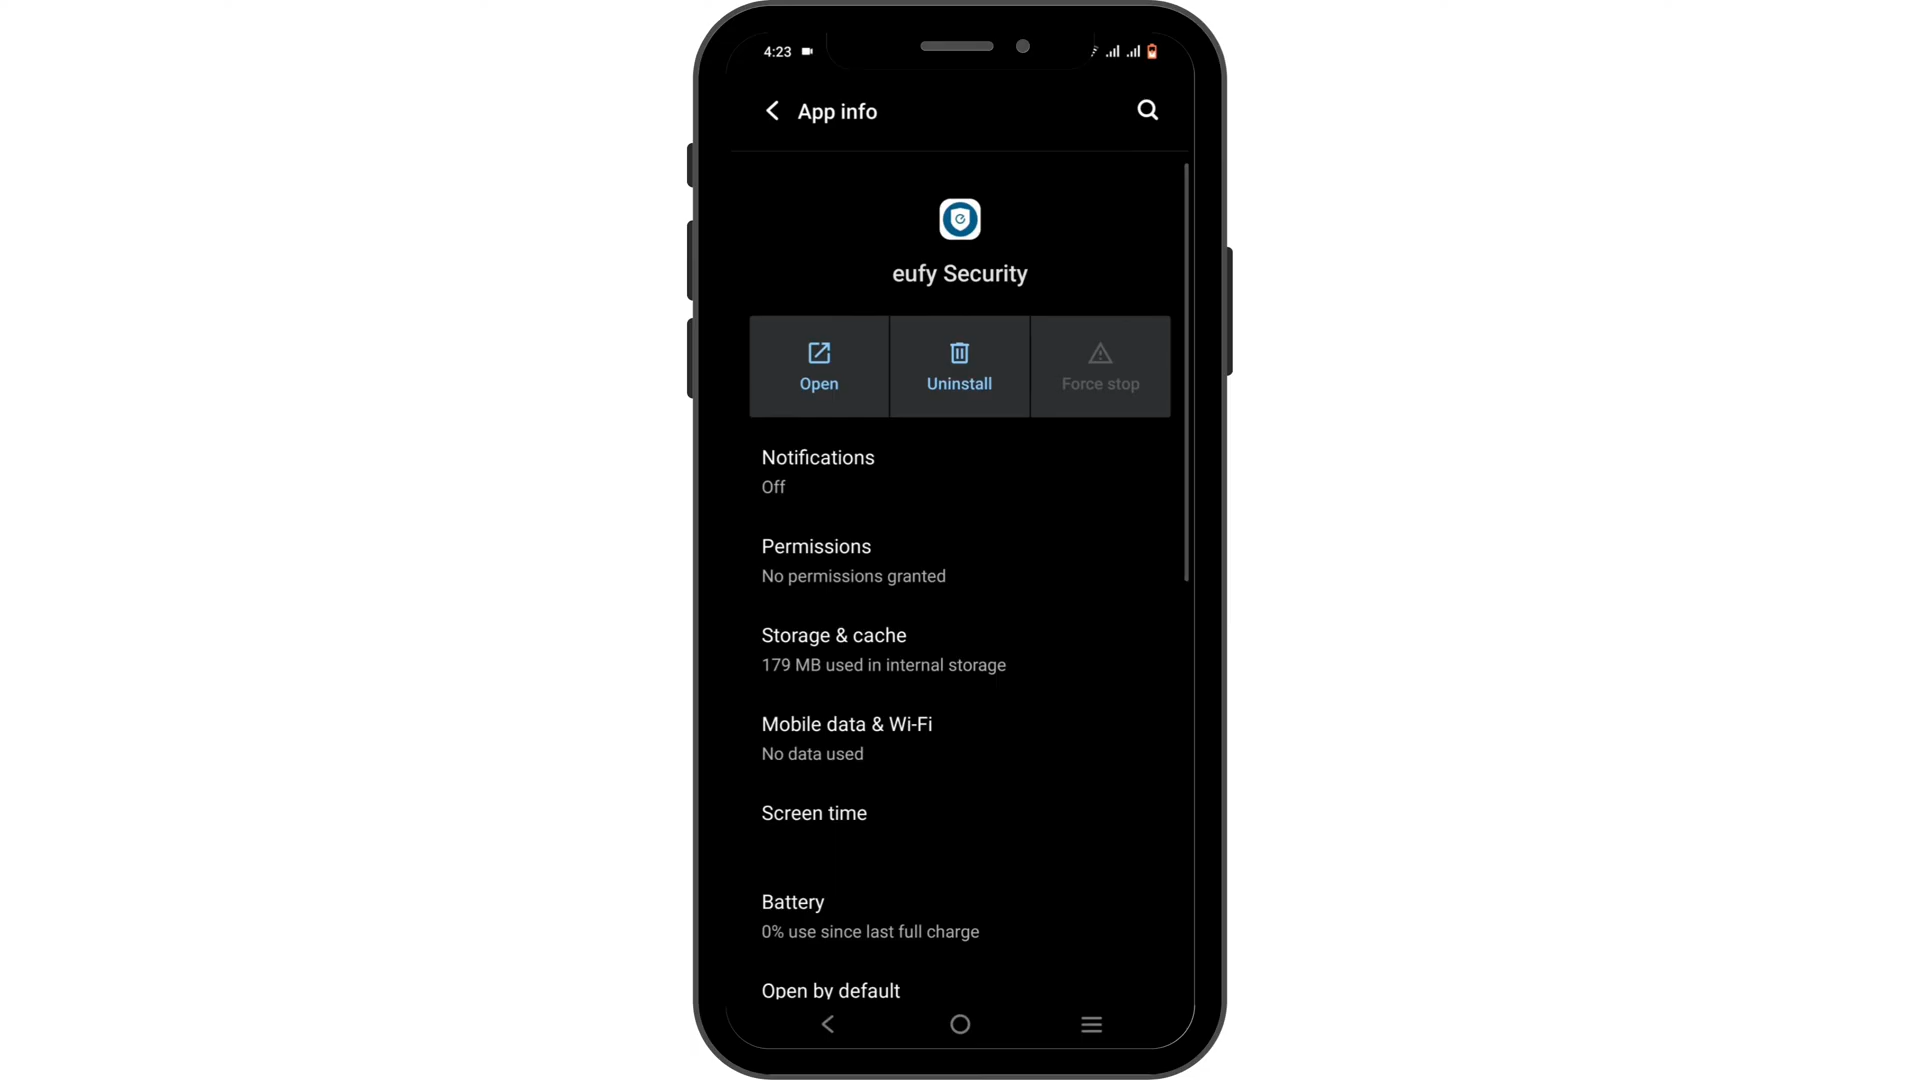 4:23
App info
eufy Security
Open
Uninstall
Force stop
Notifications
Off
Permissions
No permissions granted
Storage & cache
179 MB used in internal storage
Mobile data & Wi-Fi
No data used
Screen time
Battery
0% use since last full charge
Open by default